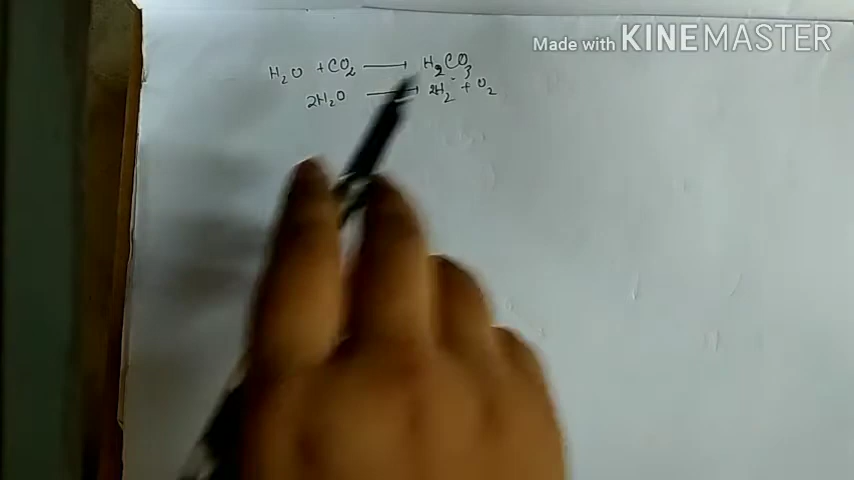 Made with KINEMASTER
H₂O + CO₂ → H₂CO₃
2H₂O → 2H₂ + O₂